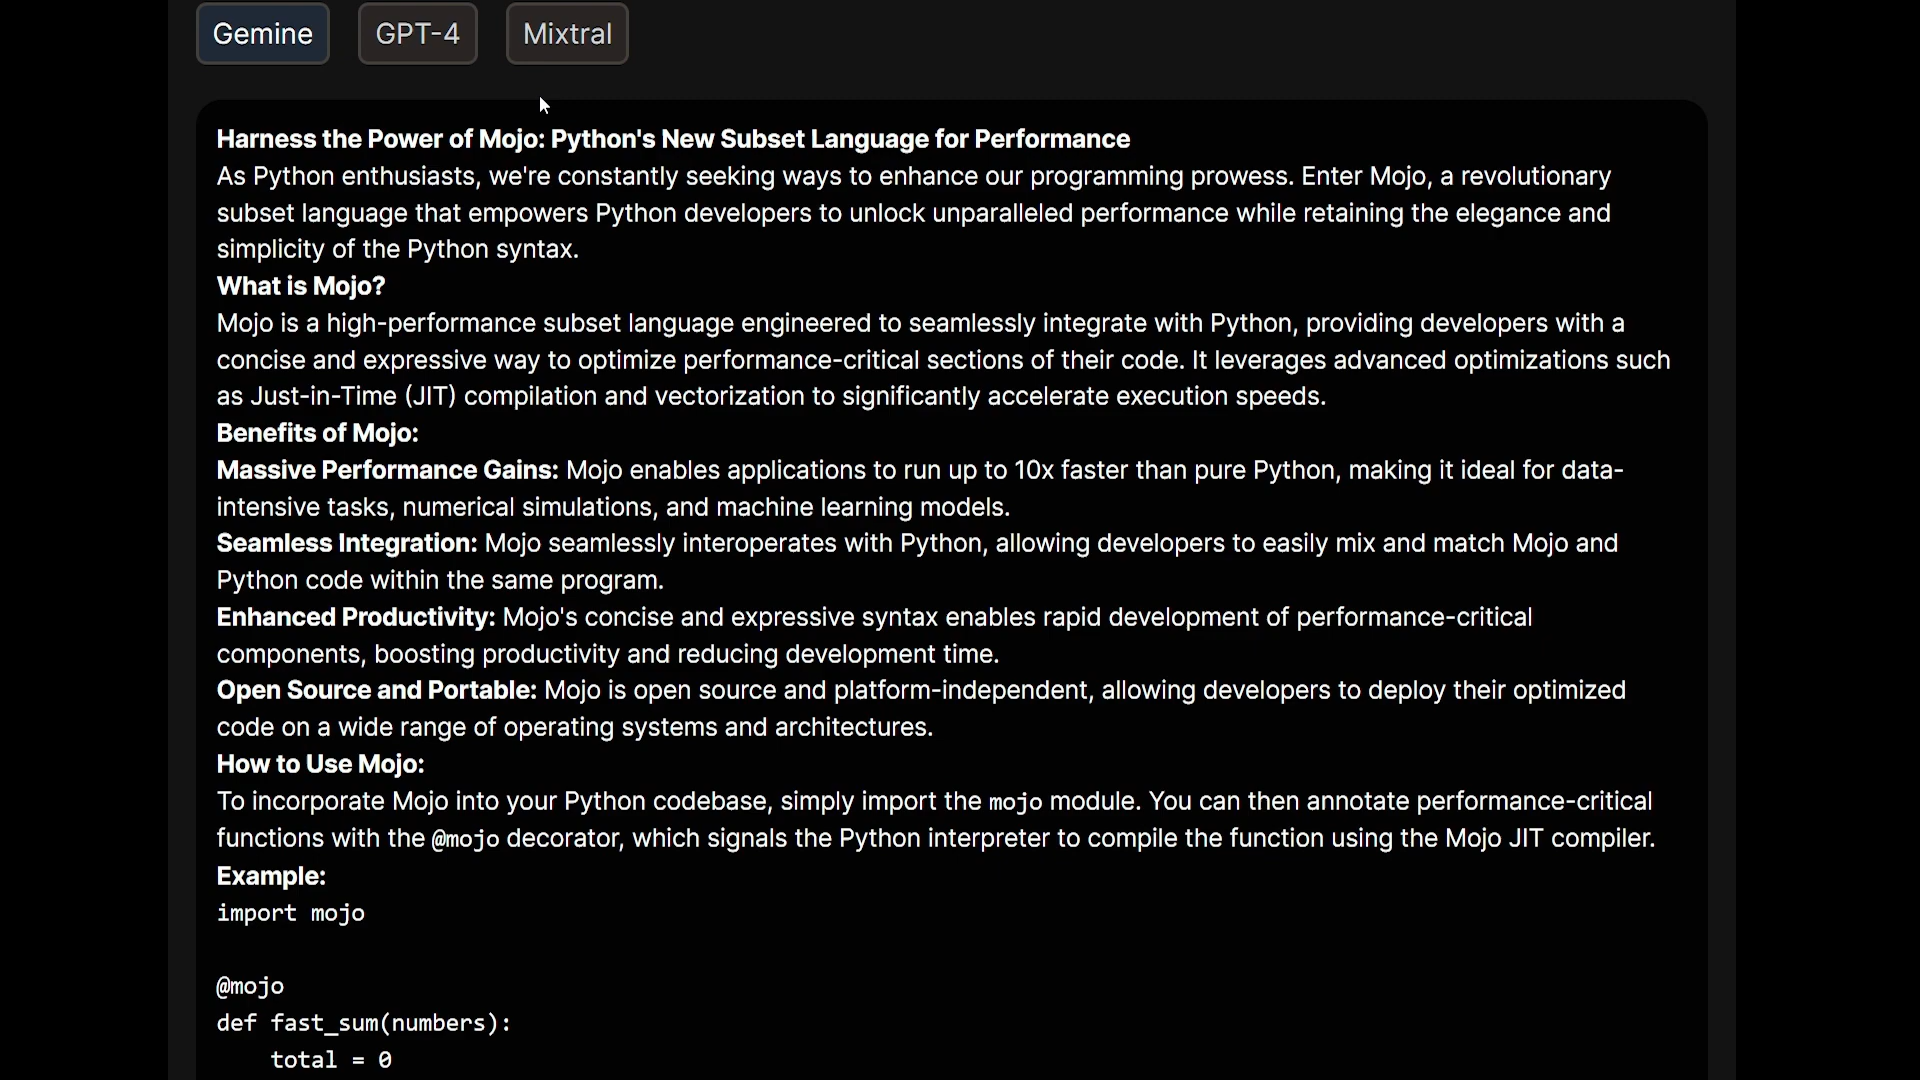 Gemine GPT-4 Mixtral
Harness the Power of Mojo: Python's New Subset Language for Performance
As Python enthusiasts, we're constantly seeking ways to enhance our programming prowess. Enter Mojo, a revolutionary
subset language that empowers Python developers to unlock unparalleled performance while retaining the elegance and
simplicity of the Python syntax.
What is Mojo?
Mojo is a high-performance subset language engineered to seamlessly integrate with Python, providing developers with a
concise and expressive way to optimize performance-critical sections of their code. It leverages advanced optimizations such
as Just-in-Time (JIT) compilation and vectorization to significantly accelerate execution speeds.
Benefits of Mojo:
Massive Performance Gains: Mojo enables applications to run up to 10x faster than pure Python, making it ideal for data-
intensive tasks, numerical simulations, and machine learning models.
Seamless Integration: Mojo seamlessly interoperates with Python, allowing developers to easily mix and match Mojo and
Python code within the same program.
Enhanced Productivity: Mojo's concise and expressive syntax enables rapid development of performance-critical
components, boosting productivity and reducing development time.
Open Source and Portable: Mojo is open source and platform-independent, allowing developers to deploy their optimized
code on a wide range of operating systems and architectures.
How to Use Mojo:
To incorporate Mojo into your Python codebase, simply import the mojo module. You can then annotate performance-critical
functions with the @mojo decorator, which signals the Python interpreter to compile the function using the Mojo JIT compiler.
Example:
import mojo
@mojo
def fast_sum(numbers):
    total = 0